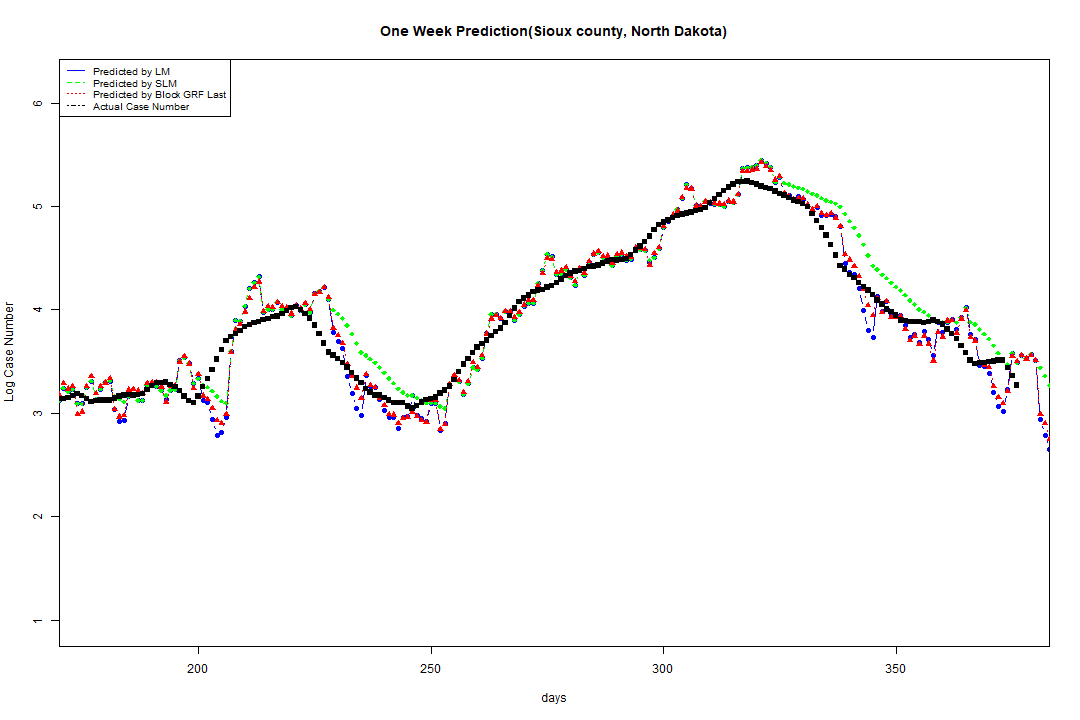 One Week Prediction(Sioux county, North Dakota)
Predicted by LM
Predicted by SLM
Predicted by Block GRF Last
Actual Case Number
6
5
4
3
2
1
Log Case Number
200 250 300 350
days